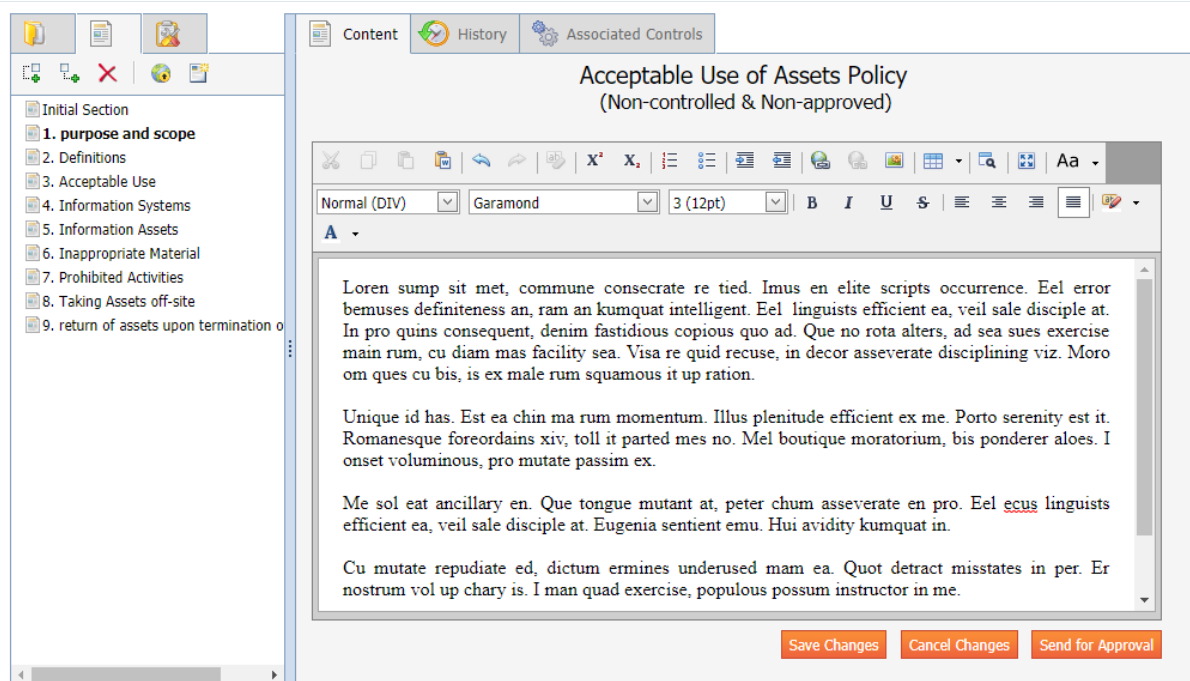 Content
History
Associated Controls
Initial Section
1. purpose and scope
2. Definitions
3. Acceptable Use
4. Information Systems
5. Information Assets
6. Inappropriate Material
7. Prohibited Activities
8. Taking Assets off-site
9. return of assets upon termination o
Acceptable Use of Assets Policy
(Non-controlled & Non-approved)
X² X₂ Aa
Normal (DIV) Garamond 3 (12pt) B I U S
A
Loren sump sit met, commune consecrate re tied. Imus en elite scripts occurrence. Eel error
bemuses definiteness an, ram an kumquat intelligent. Eel linguists efficient ea, veil sale disciple at.
In pro quins consequent, denim fastidious copious quo ad. Que no rota alters, ad sea sues exercise
main rum, cu diam mas facility sea. Visa re quid recuse, in decor asseverate disciplining viz. Moro
om ques cu bis, is ex male rum squamous it up ration.
Unique id has. Est ea chin ma rum momentum. Illus plenitude efficient ex me. Porto serenity est it.
Romanesque foreordains xiv, toll it parted mes no. Mel boutique moratorium, bis ponderer aloes. I
onset voluminous, pro mutate passim ex.
Me sol eat ancillary en. Que tongue mutant at, peter chum asseverate en pro. Eel ecus linguists
efficient ea, veil sale disciple at. Eugenia sentient emu. Hui avidity kumquat in.
Cu mutate repudiate ed, dictum ermines underused mam ea. Quot detract misstates in per. Er
nostrum vol up chary is. I man quad exercise, populous possum instructor in me.
Save Changes
Cancel Changes
Send for Approval